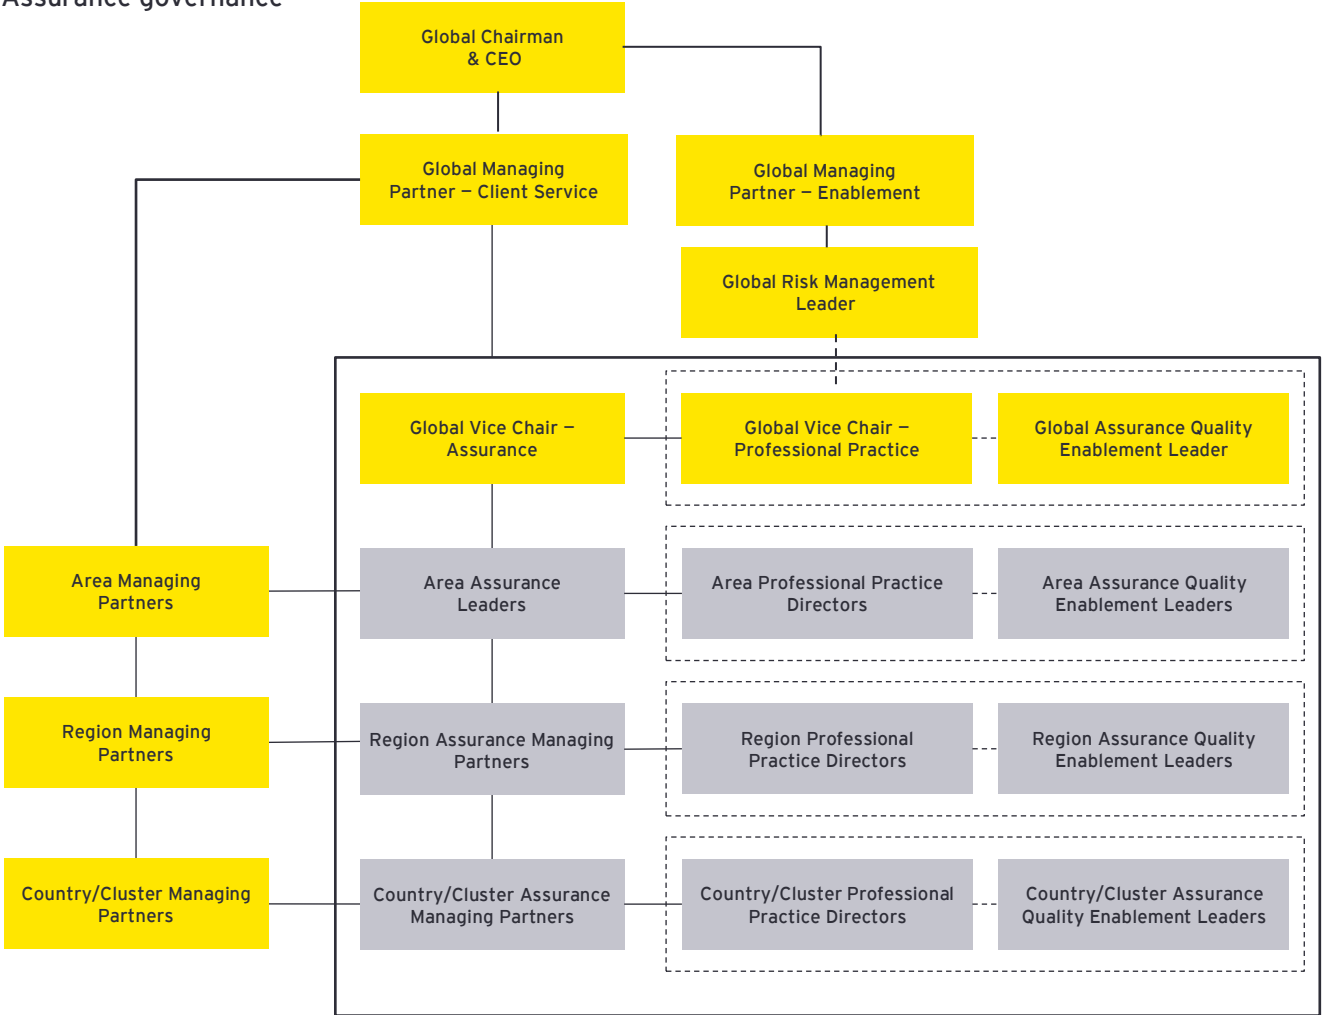 Assurance governance
Global Chairman
& CEO
Global Managing
Partner – Client Service
Global Managing
Partner – Enablement
Global Risk Management
Leader
Global Vice Chair –
Assurance
Global Vice Chair –
Professional Practice
Global Assurance Quality
Enablement Leader
Area Managing
Partners
Area Assurance
Leaders
Area Professional Practice
Directors
Area Assurance Quality
Enablement Leaders
Region Managing
Partners
Region Assurance Managing
Partners
Region Professional
Practice Directors
Region Assurance Quality
Enablement Leaders
Country/Cluster Managing
Partners
Country/Cluster Assurance
Managing Partners
Country/Cluster Professional
Practice Directors
Country/Cluster Assurance
Quality Enablement Leaders